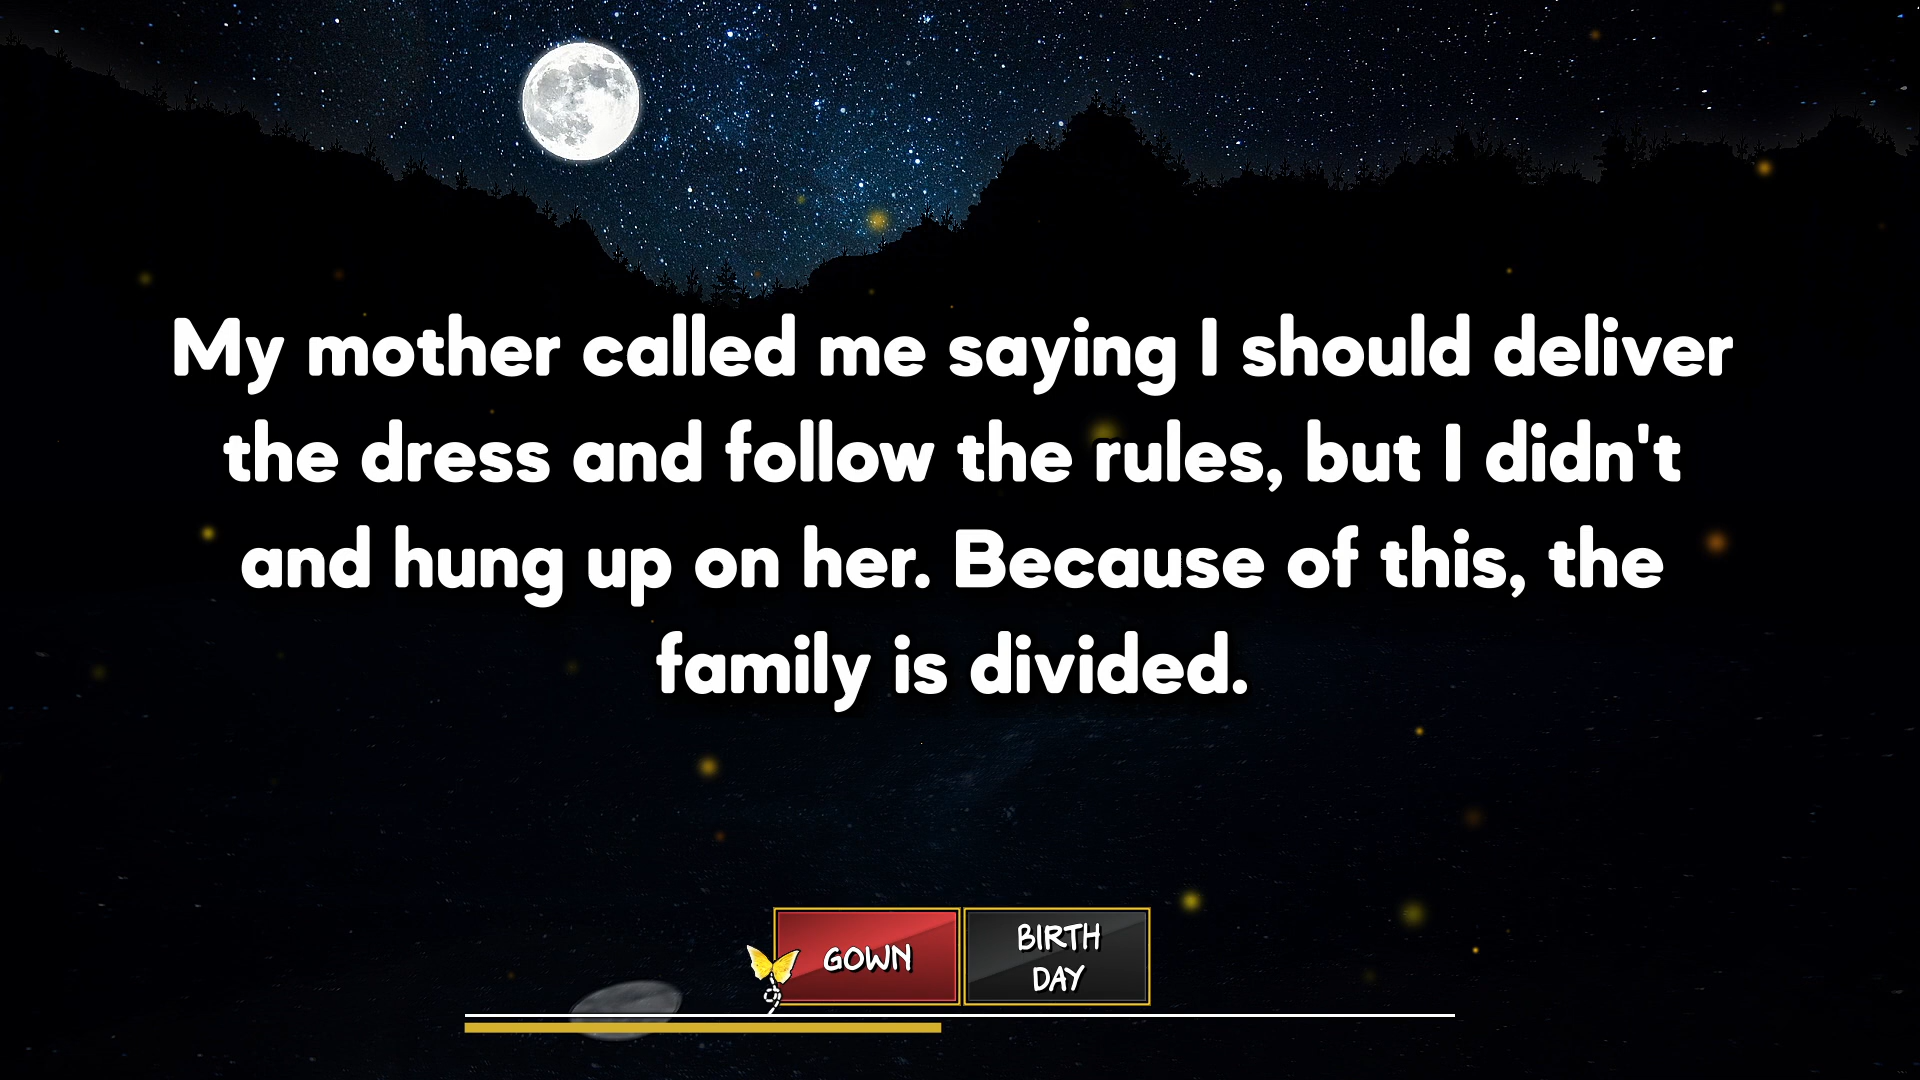 My mother called me saying I should deliver
the dress and follow the rules, but I didn't
and hung up on her. Because of this, the
family is divided.
GOWN
BIRTH
DAY